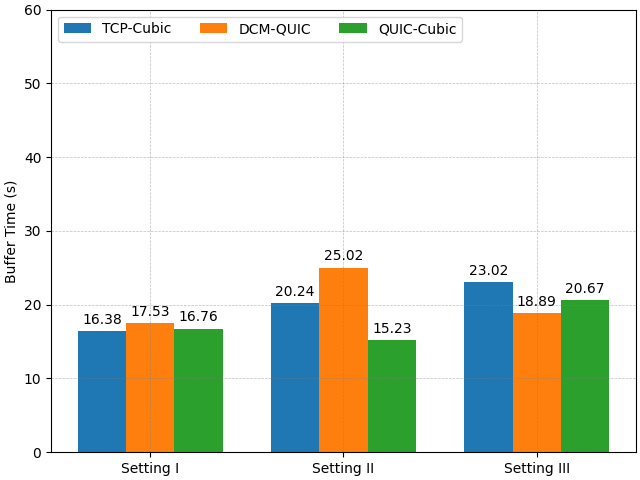 TCP-Cubic DCM-QUIC QUIC-Cubic
Buffer Time (s)
60
50
40
30
20
10
0
16.38 17.53 16.76
20.24 25.02 15.23
23.02 18.89 20.67
Setting I Setting II Setting III